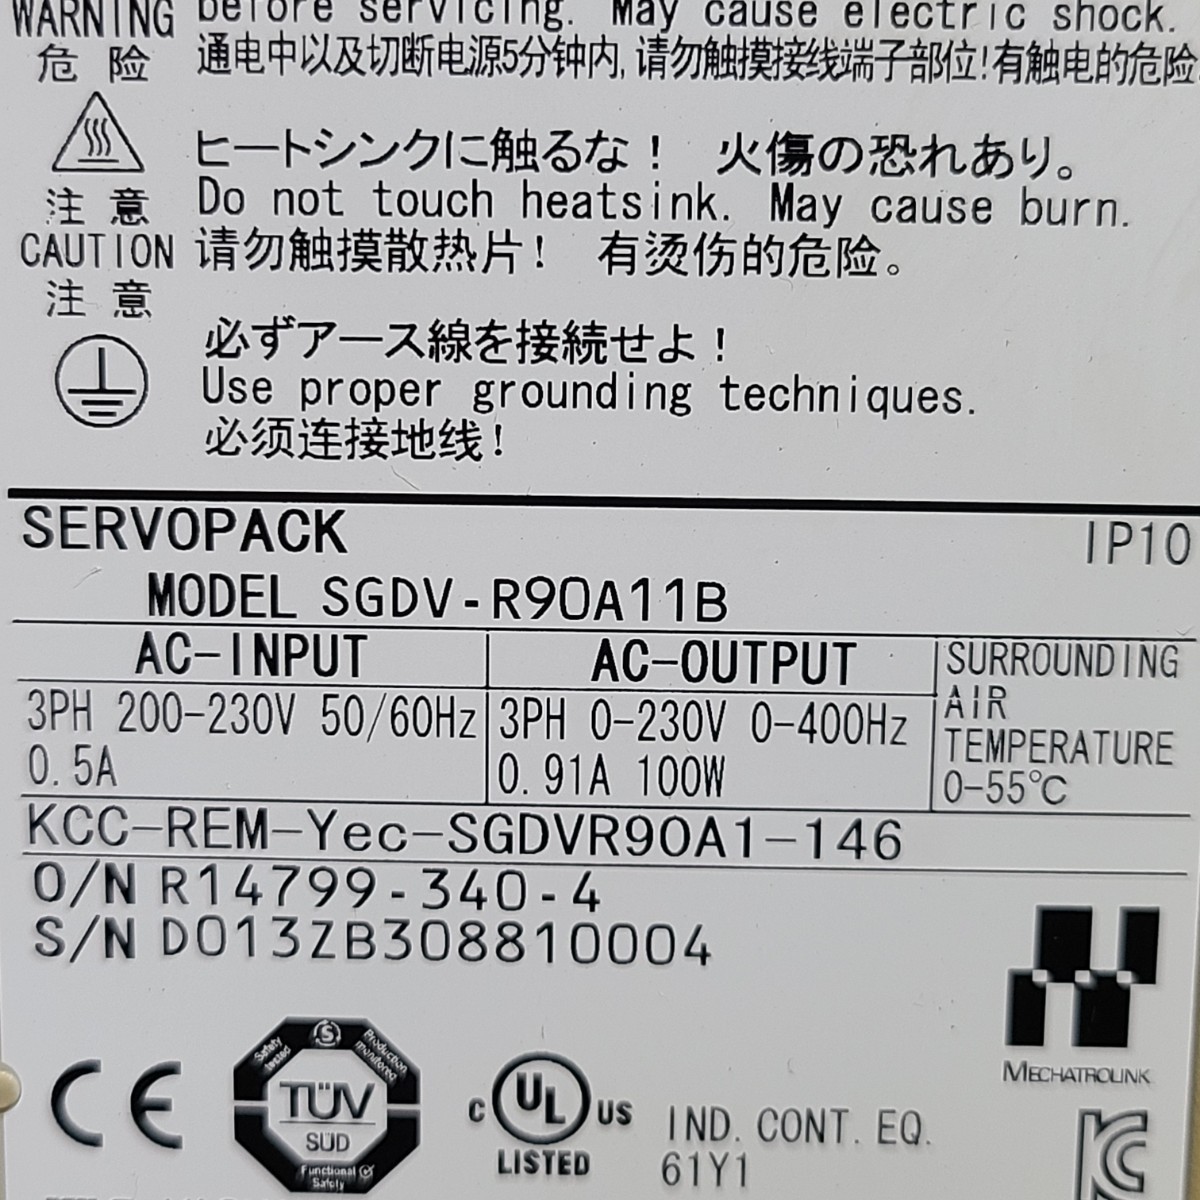 WARNING before servicing. May cause electric shock.
危 险 通电中以及切断电源5分钟内,请勿触摸接线端子部位!有触电的危险
ヒートシンクに触るな! 火傷の恐れあり。
注 意 Do not touch heatsink. May cause burn.
CAUTION 请勿触摸散热片! 有烫伤的危险。
注 意
必ずアース線を接続せよ!
Use proper grounding techniques.
必须连接地线!
SERVOPACK IP10
MODEL SGDV-R90A11B
AC-INPUT AC-OUTPUT SURROUNDING
AIR
TEMPERATURE
0-55℃
3PH 200-230V 50/60Hz 3PH 0-230V 0-400Hz
0.5A 0.91A 100W
KCC-REM-Yec-SGDVR90A1-146
O/N R14799-340-4
S/N D013ZB308810004
MECHATROLINK
CE
Safety tested
Production monitored
TÜV
SÜD
Functional Safety
C UL US
LISTED
IND. CONT. EQ.
61Y1